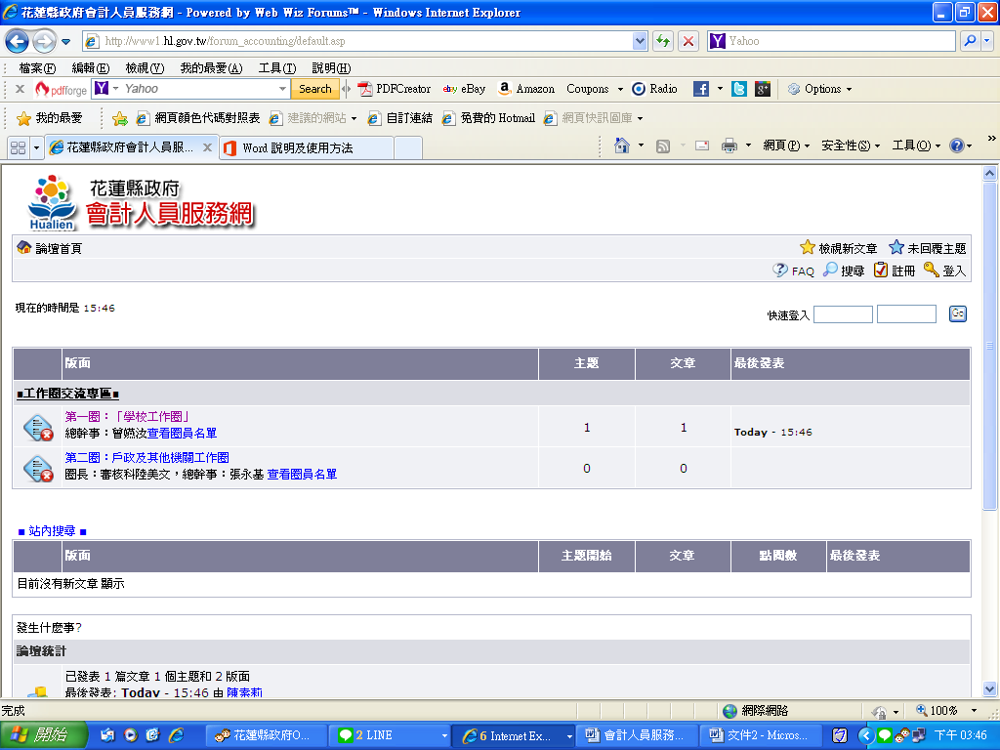 花蓮縣政府會計人員服務網 - Powered by Web Wiz Forums™ - Windows Internet Explorer
http://www1.hl.gov.tw/forum_accounting/default.asp
Yahoo
檔案(F) 編輯(E) 檢視(V) 我的最愛(A) 工具(T) 說明(H)
pdfforge Yahoo Search PDFCreator eBay Amazon Coupons Radio Options
我的最愛 網頁顏色代碼對照表 建議的網站 自訂連結 免費的 Hotmail 網頁快訊圖庫
花蓮縣政府會計人員服... Word 說明及使用方法 網頁(P) 安全性(S) 工具(O)
Hualien
花蓮縣政府
會計人員服務網
論壇首頁 檢視新文章 未回覆主題
FAQ 搜尋 註冊 登入
現在的時間是 15:46
快速登入 Go
版面 主題 文章 最後發表
■工作圈交流專區■
第一圈：「學校工作圈」
總幹事：曾嬿汝查看圈員名單
1 1 Today - 15:46
第二圈：戶政及其他機關工作圈
圈長：審核科陸美文，總幹事：張永基 查看圈員名單
0 0
■ 站內搜尋 ■
版面 主題開始 文章 點閱數 最後發表
目前沒有新文章 顯示
發生什麼事?
論壇統計
已發表 1 篇文章 1 個主題和 2 版面
最後發表: Today - 15:46 由 陳素莉
完成 網際網路 100%
開始 花蓮縣政府O... 2 LINE 6 Internet Ex... 會計人員服務... 文件2 - Micros... 下午 03:46